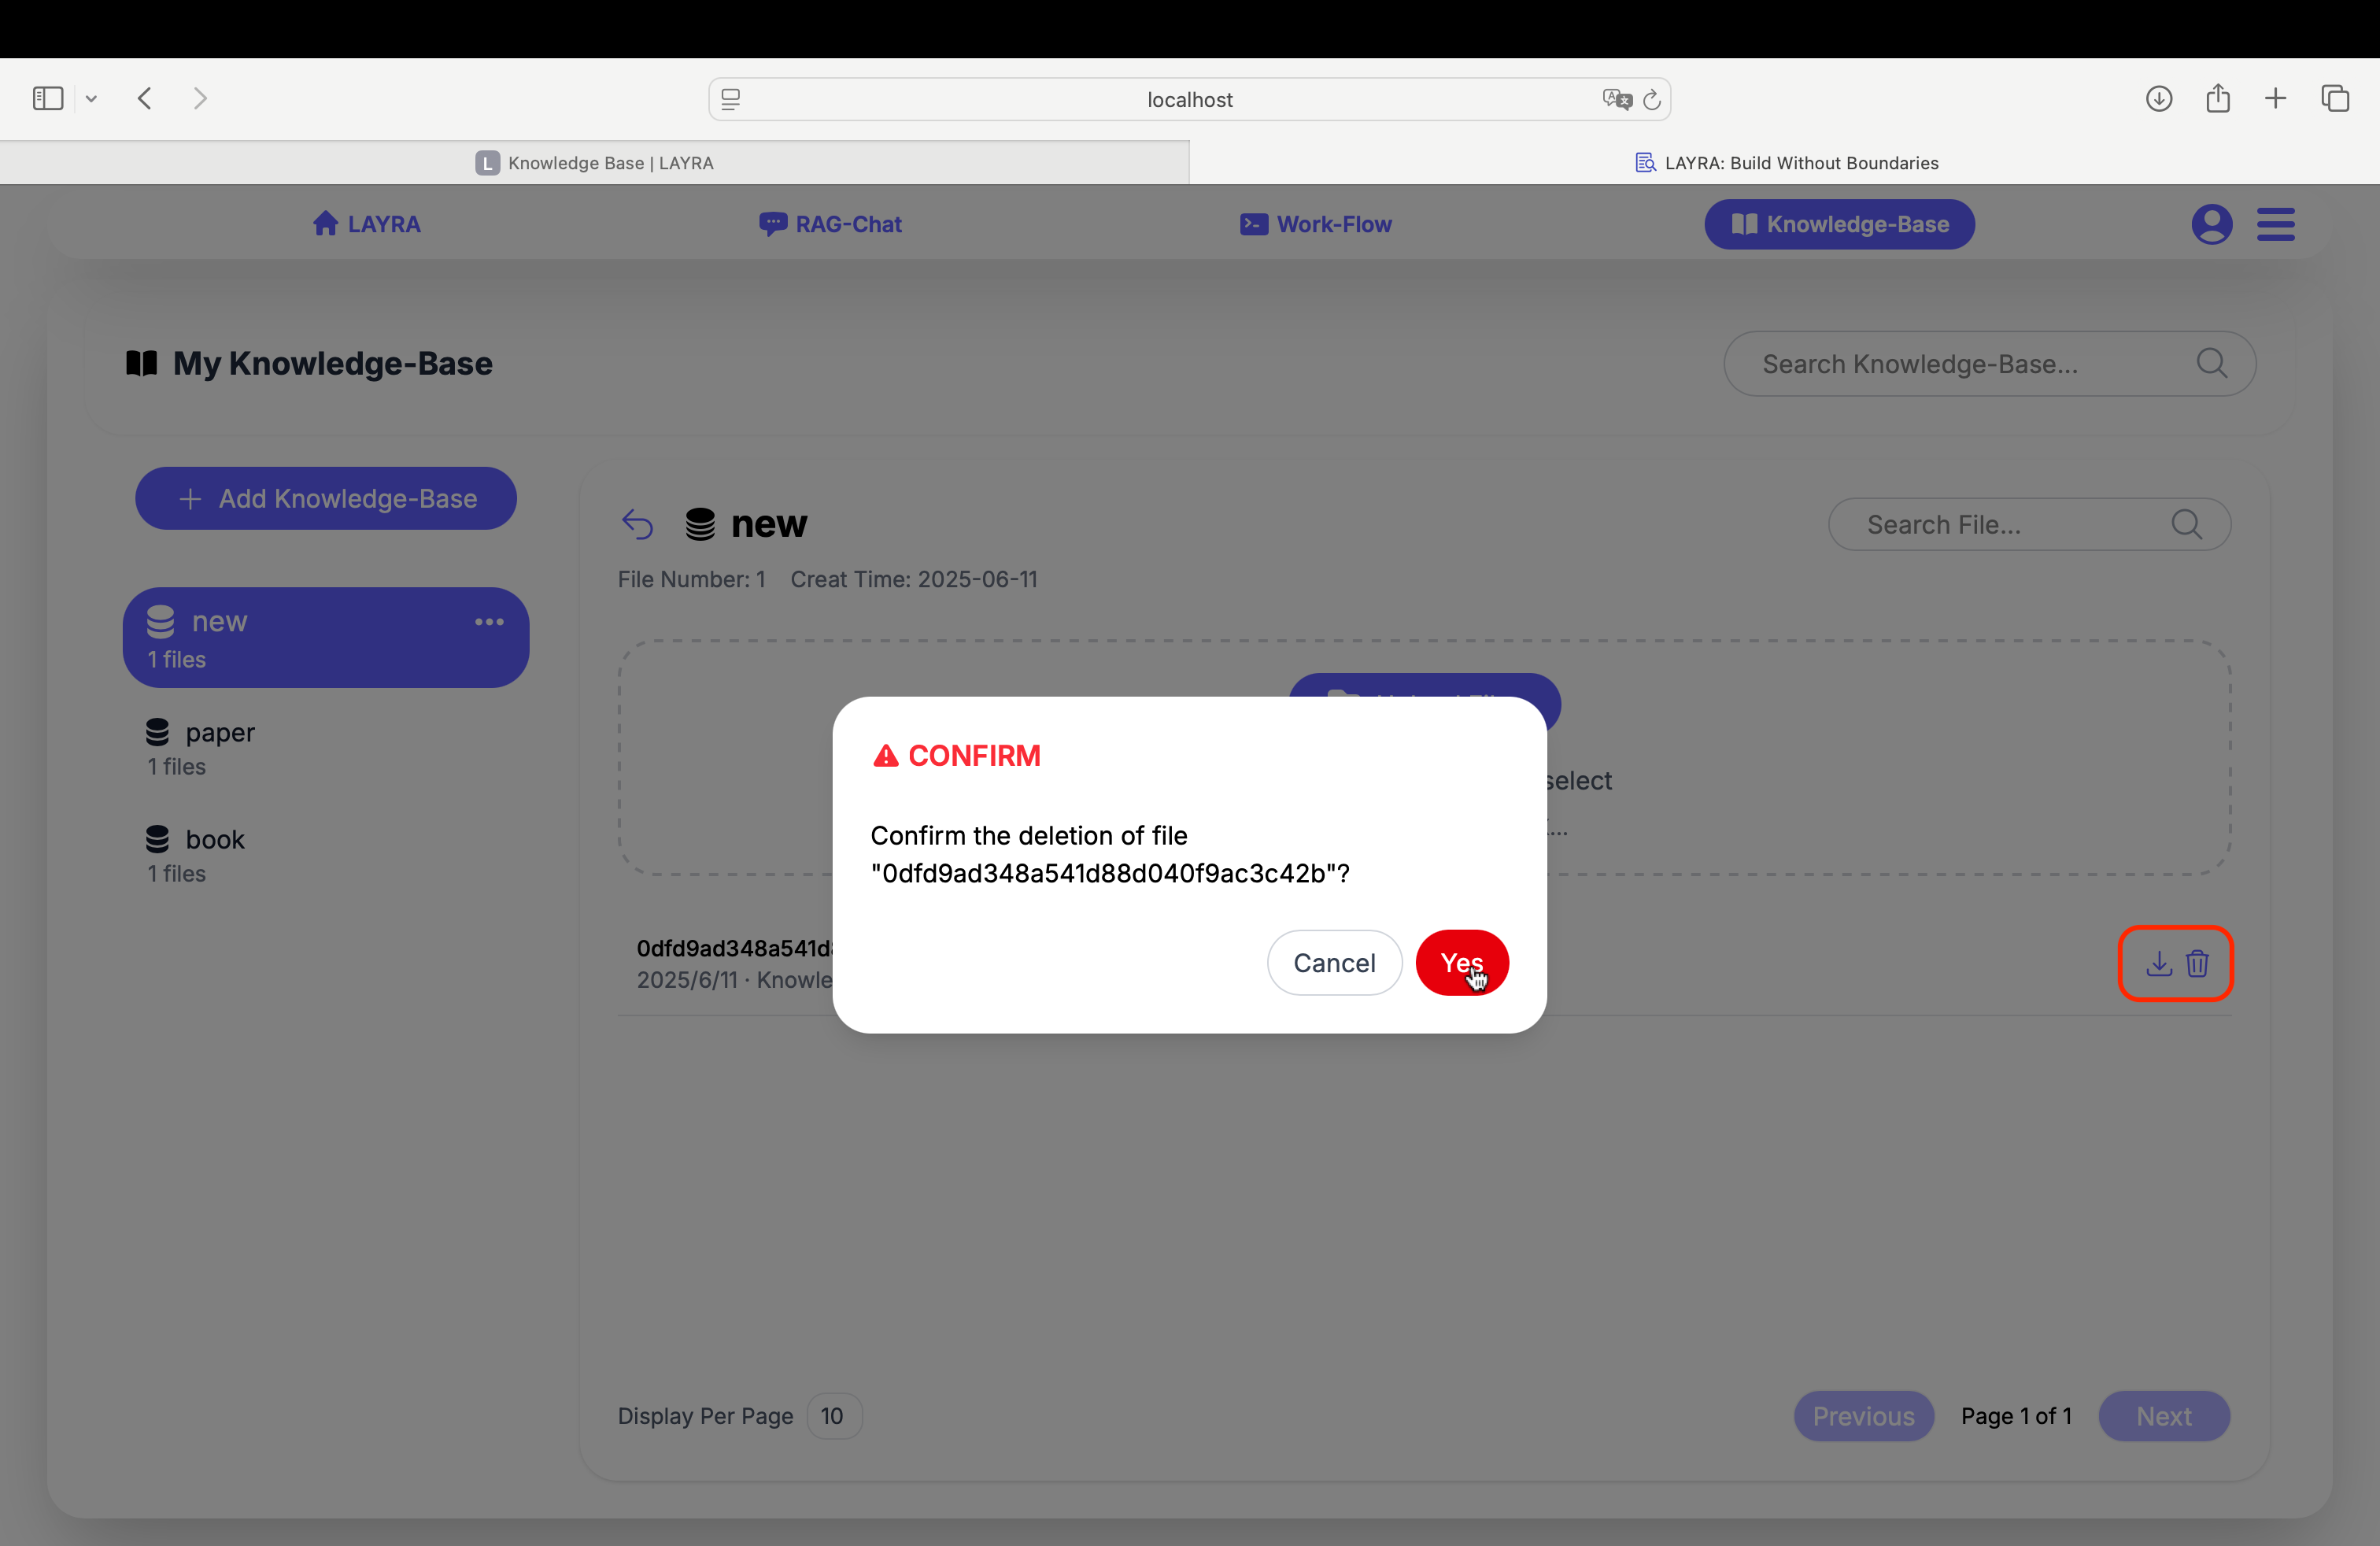 localhost
L Knowledge Base | LAYRA
LAYRA: Build Without Boundaries
LAYRA
RAG-Chat
Work-Flow
Knowledge-Base
My Knowledge-Base
Search Knowledge-Base...
+ Add Knowledge-Base
new
1 files
paper
1 files
book
1 files
new
Search File...
File Number: 1 Creat Time: 2025-06-11
select
CONFIRM
Confirm the deletion of file
"0dfd9ad348a541d88d040f9ac3c42b"?
Cancel
Yes
0dfd9ad348a541d
2025/6/11 · Knowle
Display Per Page 10
Previous
Page 1 of 1
Next